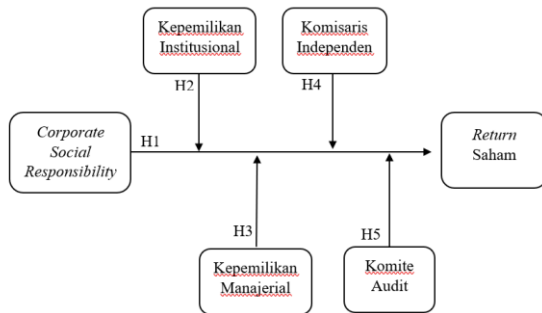 Kepemilikan
Institusional
Komisaris
Independen
H2
H4
Corporate
Social
Responsibility
H1
Return
Saham
H3
H5
Kepemilikan
Manajerial
Komite
Audit